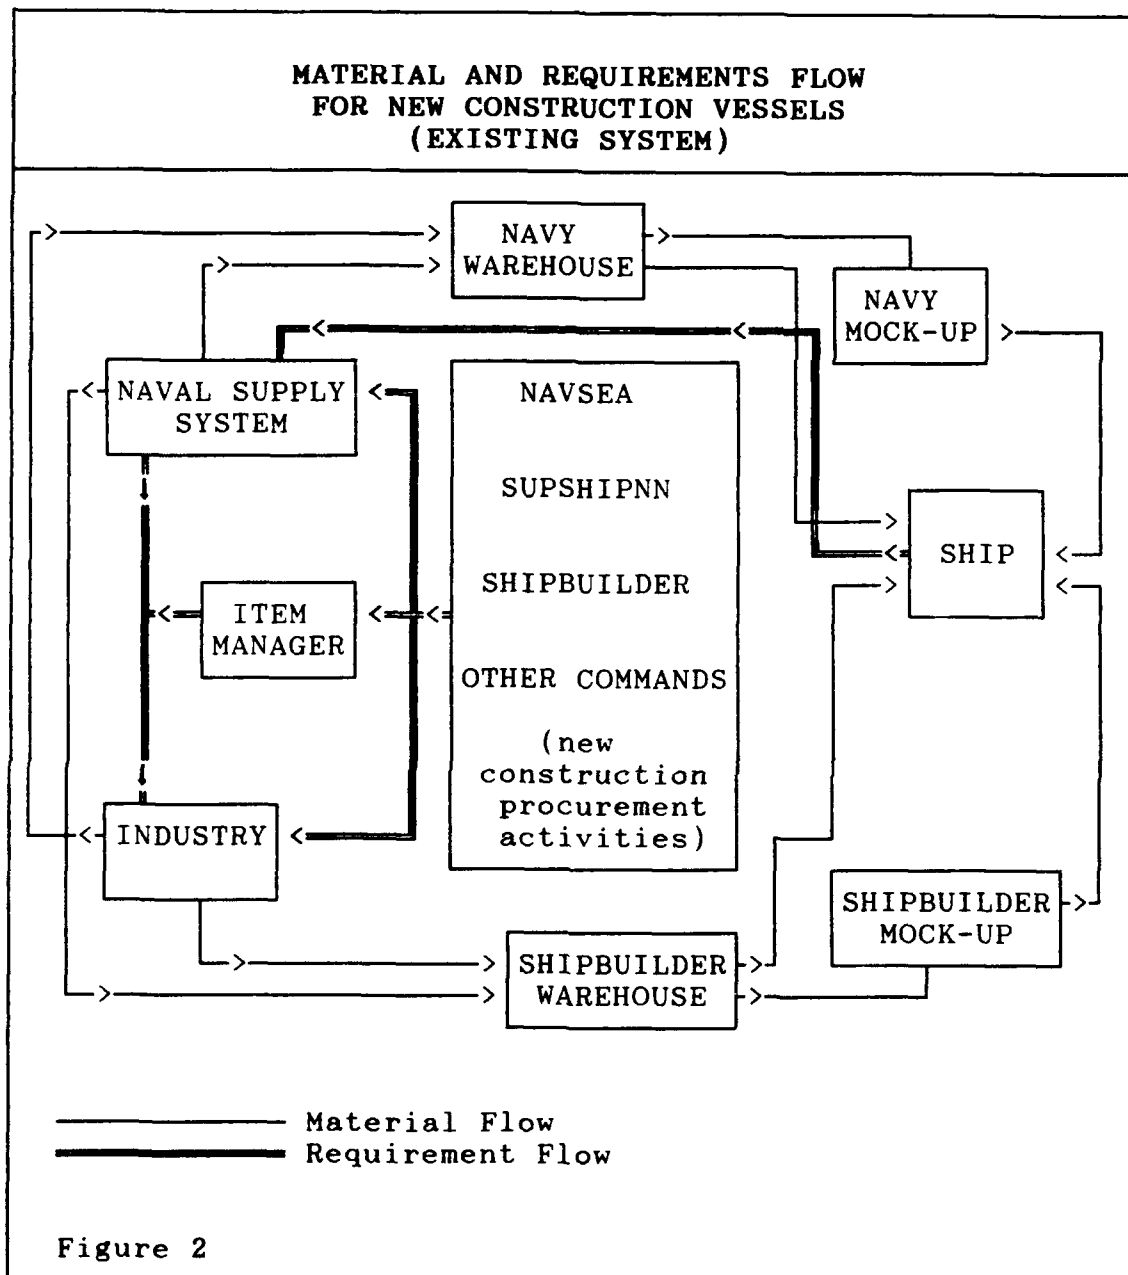 MATERIAL AND REQUIREMENTS FLOW
FOR NEW CONSTRUCTION VESSELS
(EXISTING SYSTEM)
NAVY
WAREHOUSE
NAVY
MOCK-UP
NAVAL SUPPLY
SYSTEM
NAVSEA
SUPSHIPNN
SHIPBUILDER
OTHER COMMANDS
(new
construction
procurement
activities)
SHIP
ITEM
MANAGER
INDUSTRY
SHIPBUILDER
MOCK-UP
SHIPBUILDER
WAREHOUSE
Material Flow
Requirement Flow
Figure 2